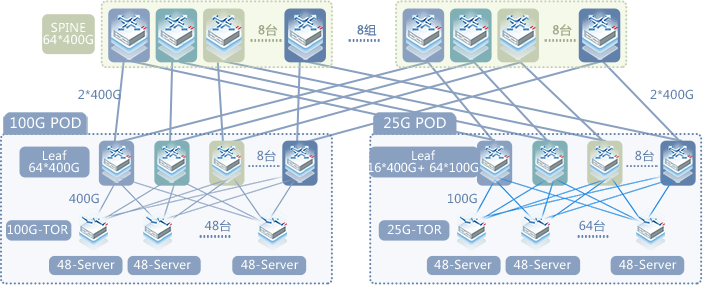 SPINE
64*400G
8台
8组
8台
2*400G
2*400G
100G POD
25G POD
Leaf
64*400G
8台
Leaf
16*400G+ 64*100G
8台
400G
100G
100G-TOR
48台
25G-TOR
64台
48-Server
48-Server
48-Server
48-Server
48-Server
48-Server